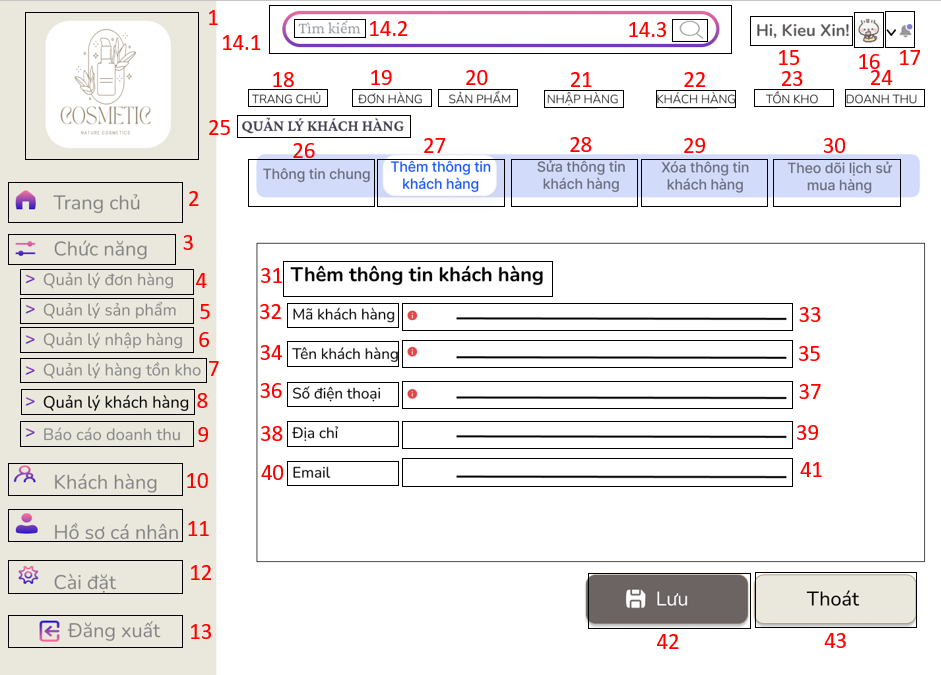 1
COSMETIC
NATURE COSMETICS
14.1
Tìm kiếm
14.2
14.3
Hi, Kieu Xin!
15
16
17
18
19
20
21
22
23
24
TRANG CHỦ
ĐƠN HÀNG
SẢN PHẨM
NHẬP HÀNG
KHÁCH HÀNG
TỒN KHO
DOANH THU
25
QUẢN LÝ KHÁCH HÀNG
26
27
28
29
30
Thông tin chung
Thêm thông tin
khách hàng
Sửa thông tin
khách hàng
Xóa thông tin
khách hàng
Theo dõi lịch sử
mua hàng
Trang chủ
2
Chức năng
3
> Quản lý đơn hàng
4
> Quản lý sản phẩm
5
> Quản lý nhập hàng
6
> Quản lý hàng tồn kho
7
> Quản lý khách hàng
8
> Báo cáo doanh thu
9
Khách hàng
10
Hồ sơ cá nhân
11
Cài đặt
12
Đăng xuất
13
31
Thêm thông tin khách hàng
32
Mã khách hàng
33
34
Tên khách hàng
35
36
Số điện thoại
37
38
Địa chỉ
39
40
Email
41
Lưu
Thoát
42
43